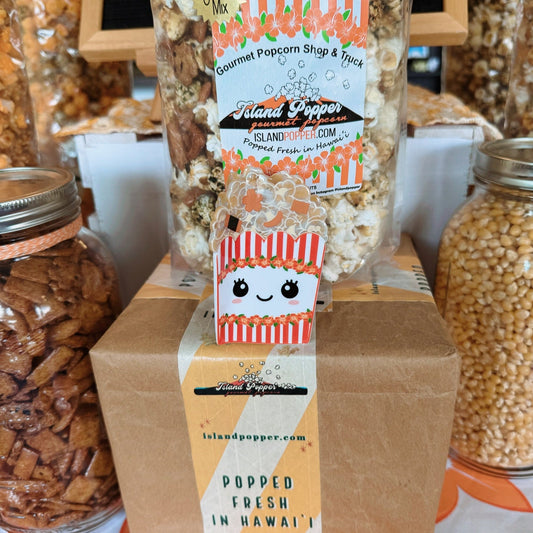 Mix
Gourmet Popcorn Shop & Truck
Island Popper
gourmet popcorn
ISLANDPOPPER.COM
Popped Fresh in Hawai'i
Island Popper
islandpopper.com
POPPED
FRESH
IN HAWAI'I